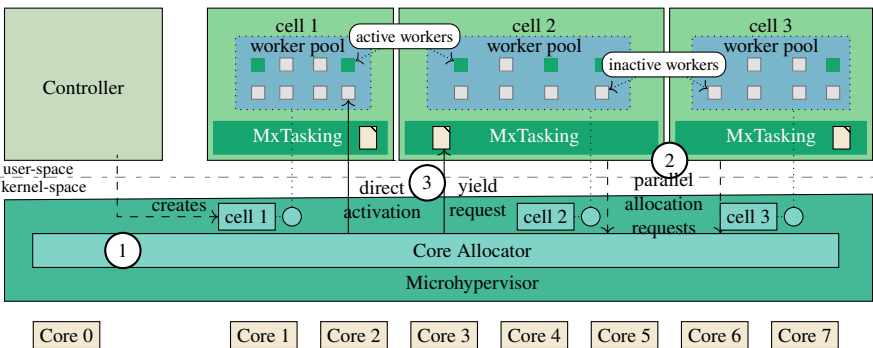 cell 1
cell 2
cell 3
worker pool
active workers
worker pool
worker pool
inactive workers
Controller
MxTasking
MxTasking
MxTasking
user-space
kernel-space
2
3
direct
activation
yield
request
parallel
allocation
requests
creates
cell 1
cell 2
cell 3
1
Core Allocator
Microhypervisor
Core 0
Core 1
Core 2
Core 3
Core 4
Core 5
Core 6
Core 7